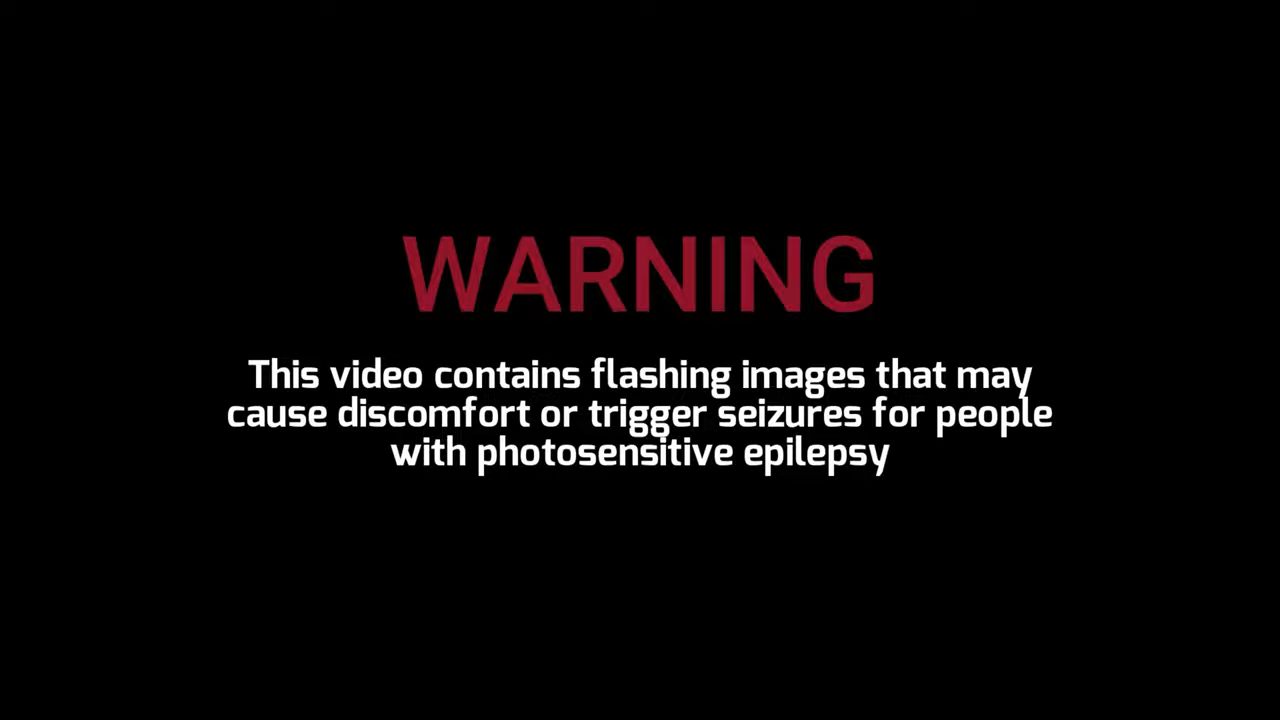 WARNING
This video contains flashing images that may
cause discomfort or trigger seizures for people
with photosensitive epilepsy